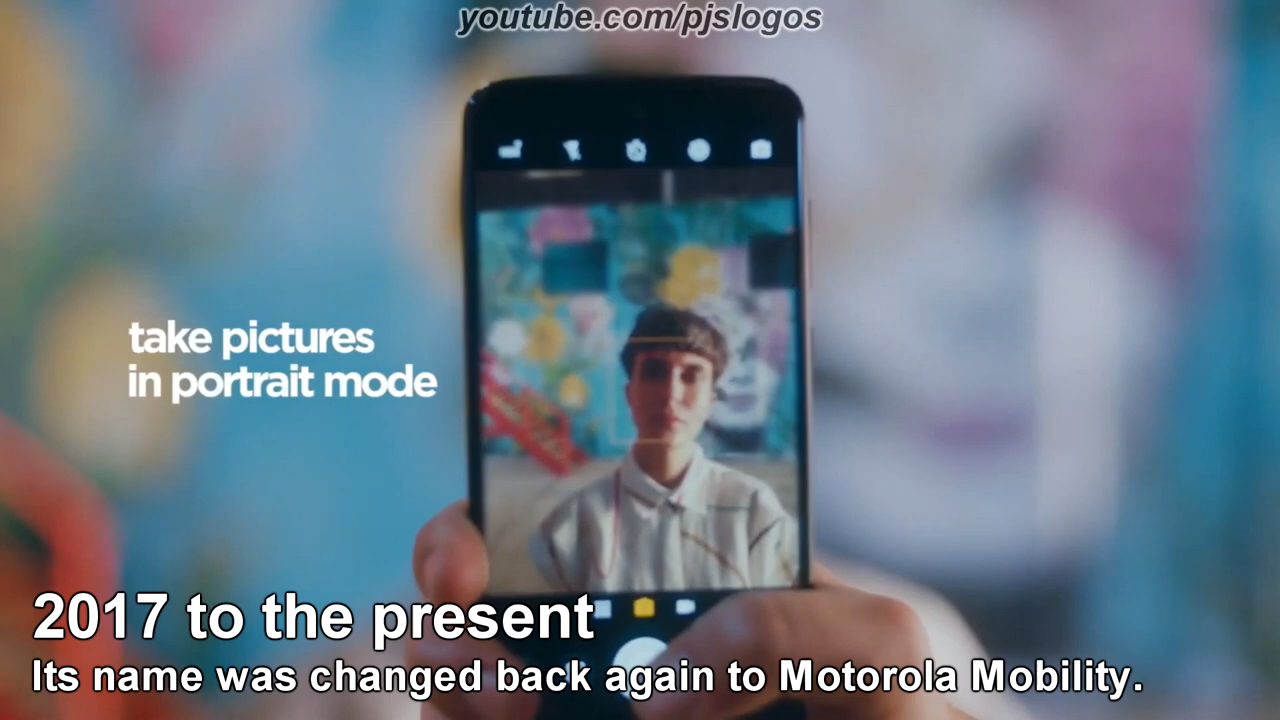 youtube.com/pjslogos
take pictures
in portrait mode
2017 to the present
Its name was changed back again to Motorola Mobility.